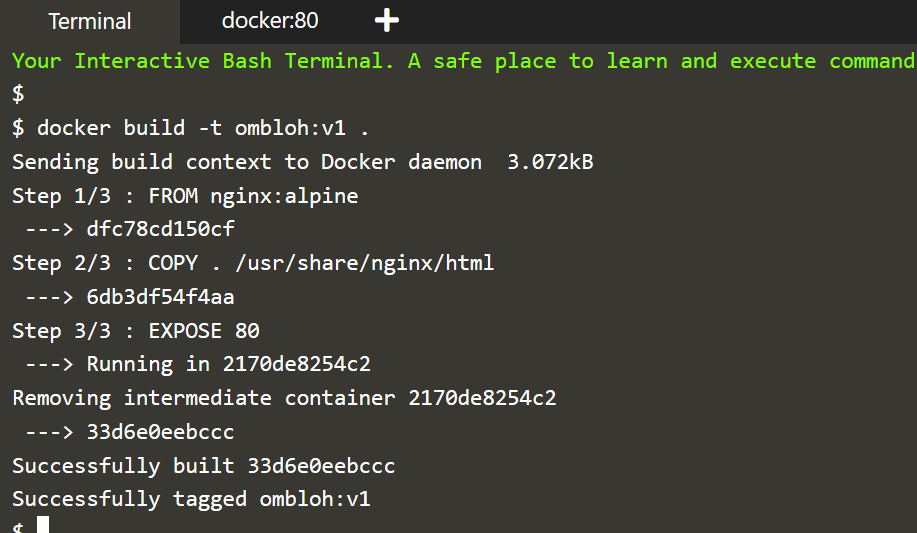 Terminal docker:80 +
Your Interactive Bash Terminal. A safe place to learn and execute command
$
$ docker build -t ombloh:v1 .
Sending build context to Docker daemon  3.072kB
Step 1/3 : FROM nginx:alpine
 ---> dfc78cd150cf
Step 2/3 : COPY . /usr/share/nginx/html
 ---> 6db3df54f4aa
Step 3/3 : EXPOSE 80
 ---> Running in 2170de8254c2
Removing intermediate container 2170de8254c2
 ---> 33d6e0eebccc
Successfully built 33d6e0eebccc
Successfully tagged ombloh:v1
$